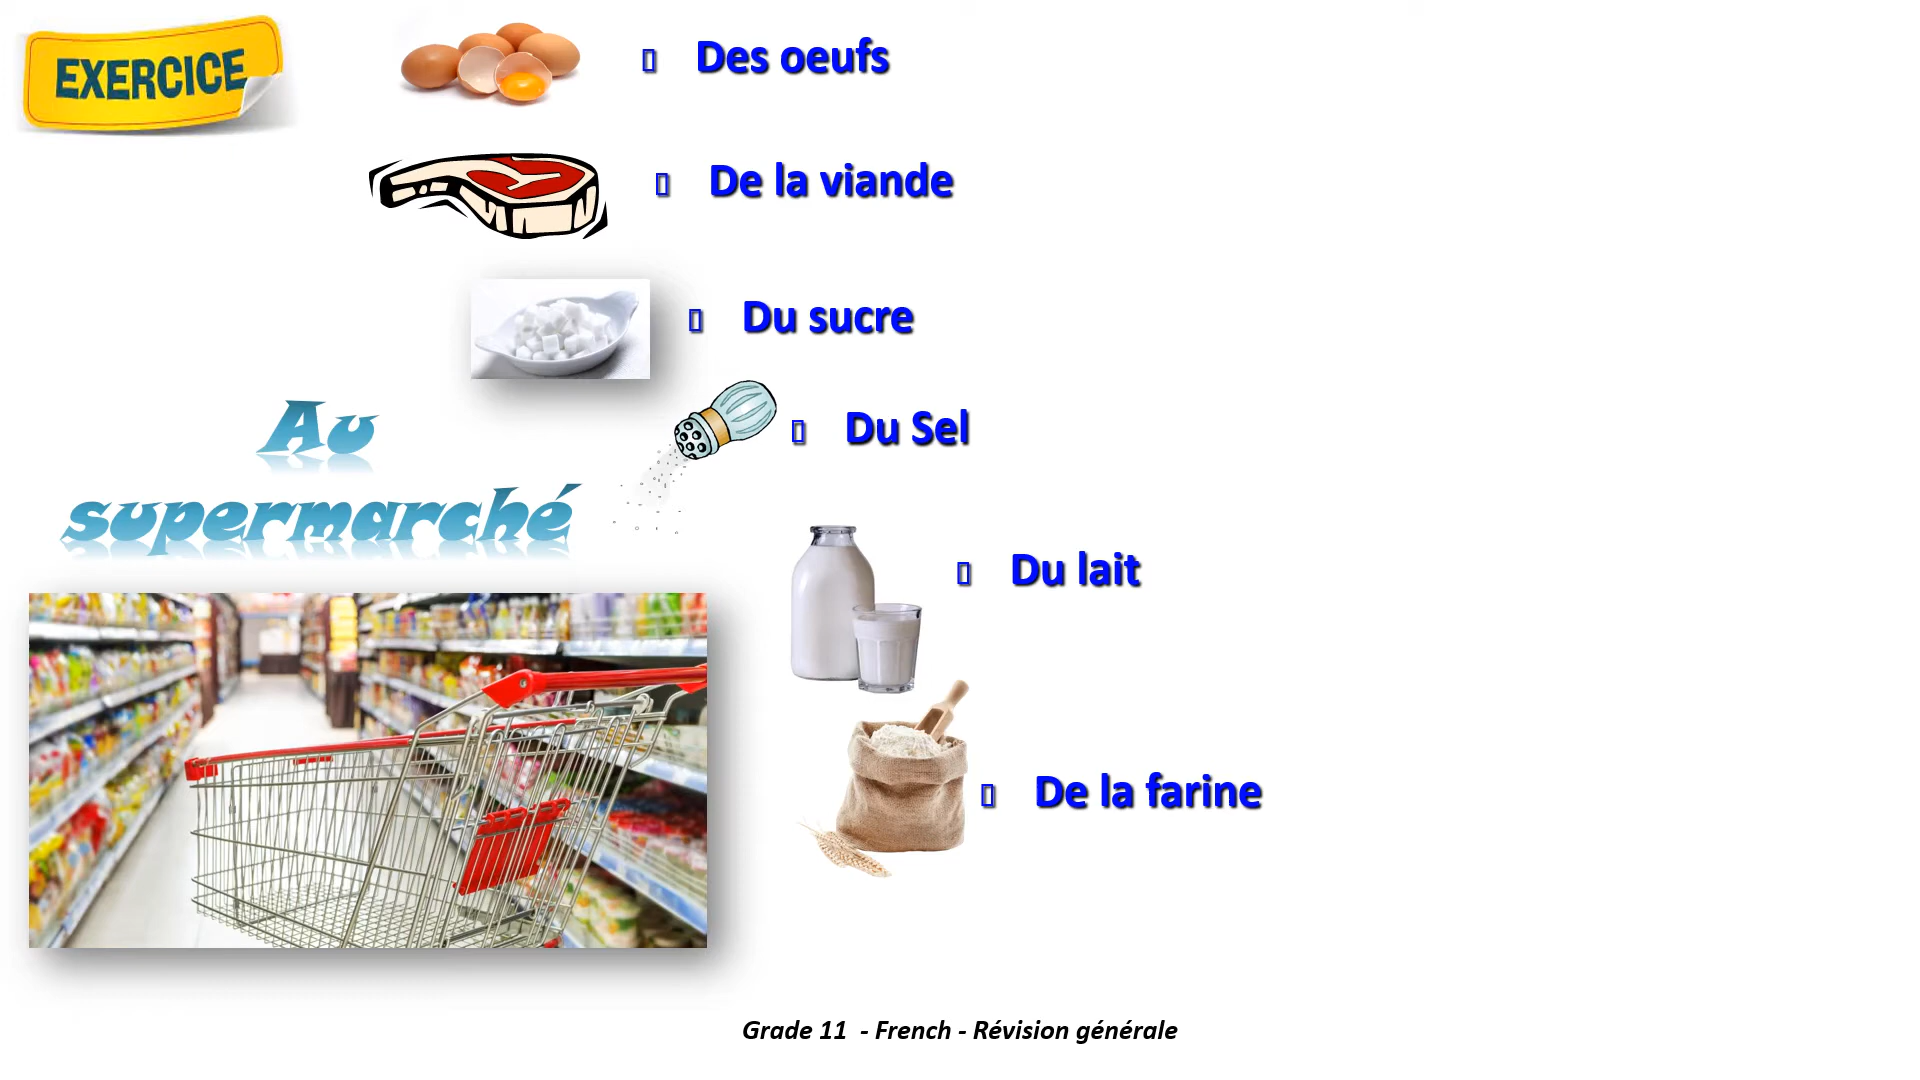 EXERCICE
Des oeufs
De la viande
Du sucre
Du Sel
Au
supermarché
Du lait
De la farine
Grade 11 - French - Révision générale